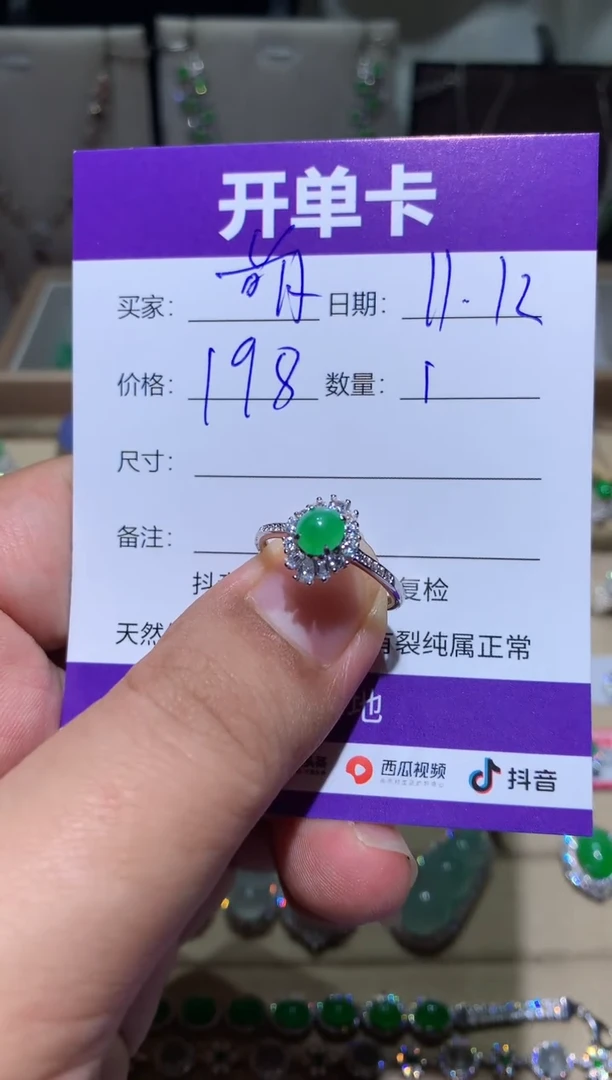 开单卡
买家： 日期：11.12
价格：198 数量：1
尺寸：
备注：
抖 复检
天然 有裂纯属正常
地
西瓜视频 抖音